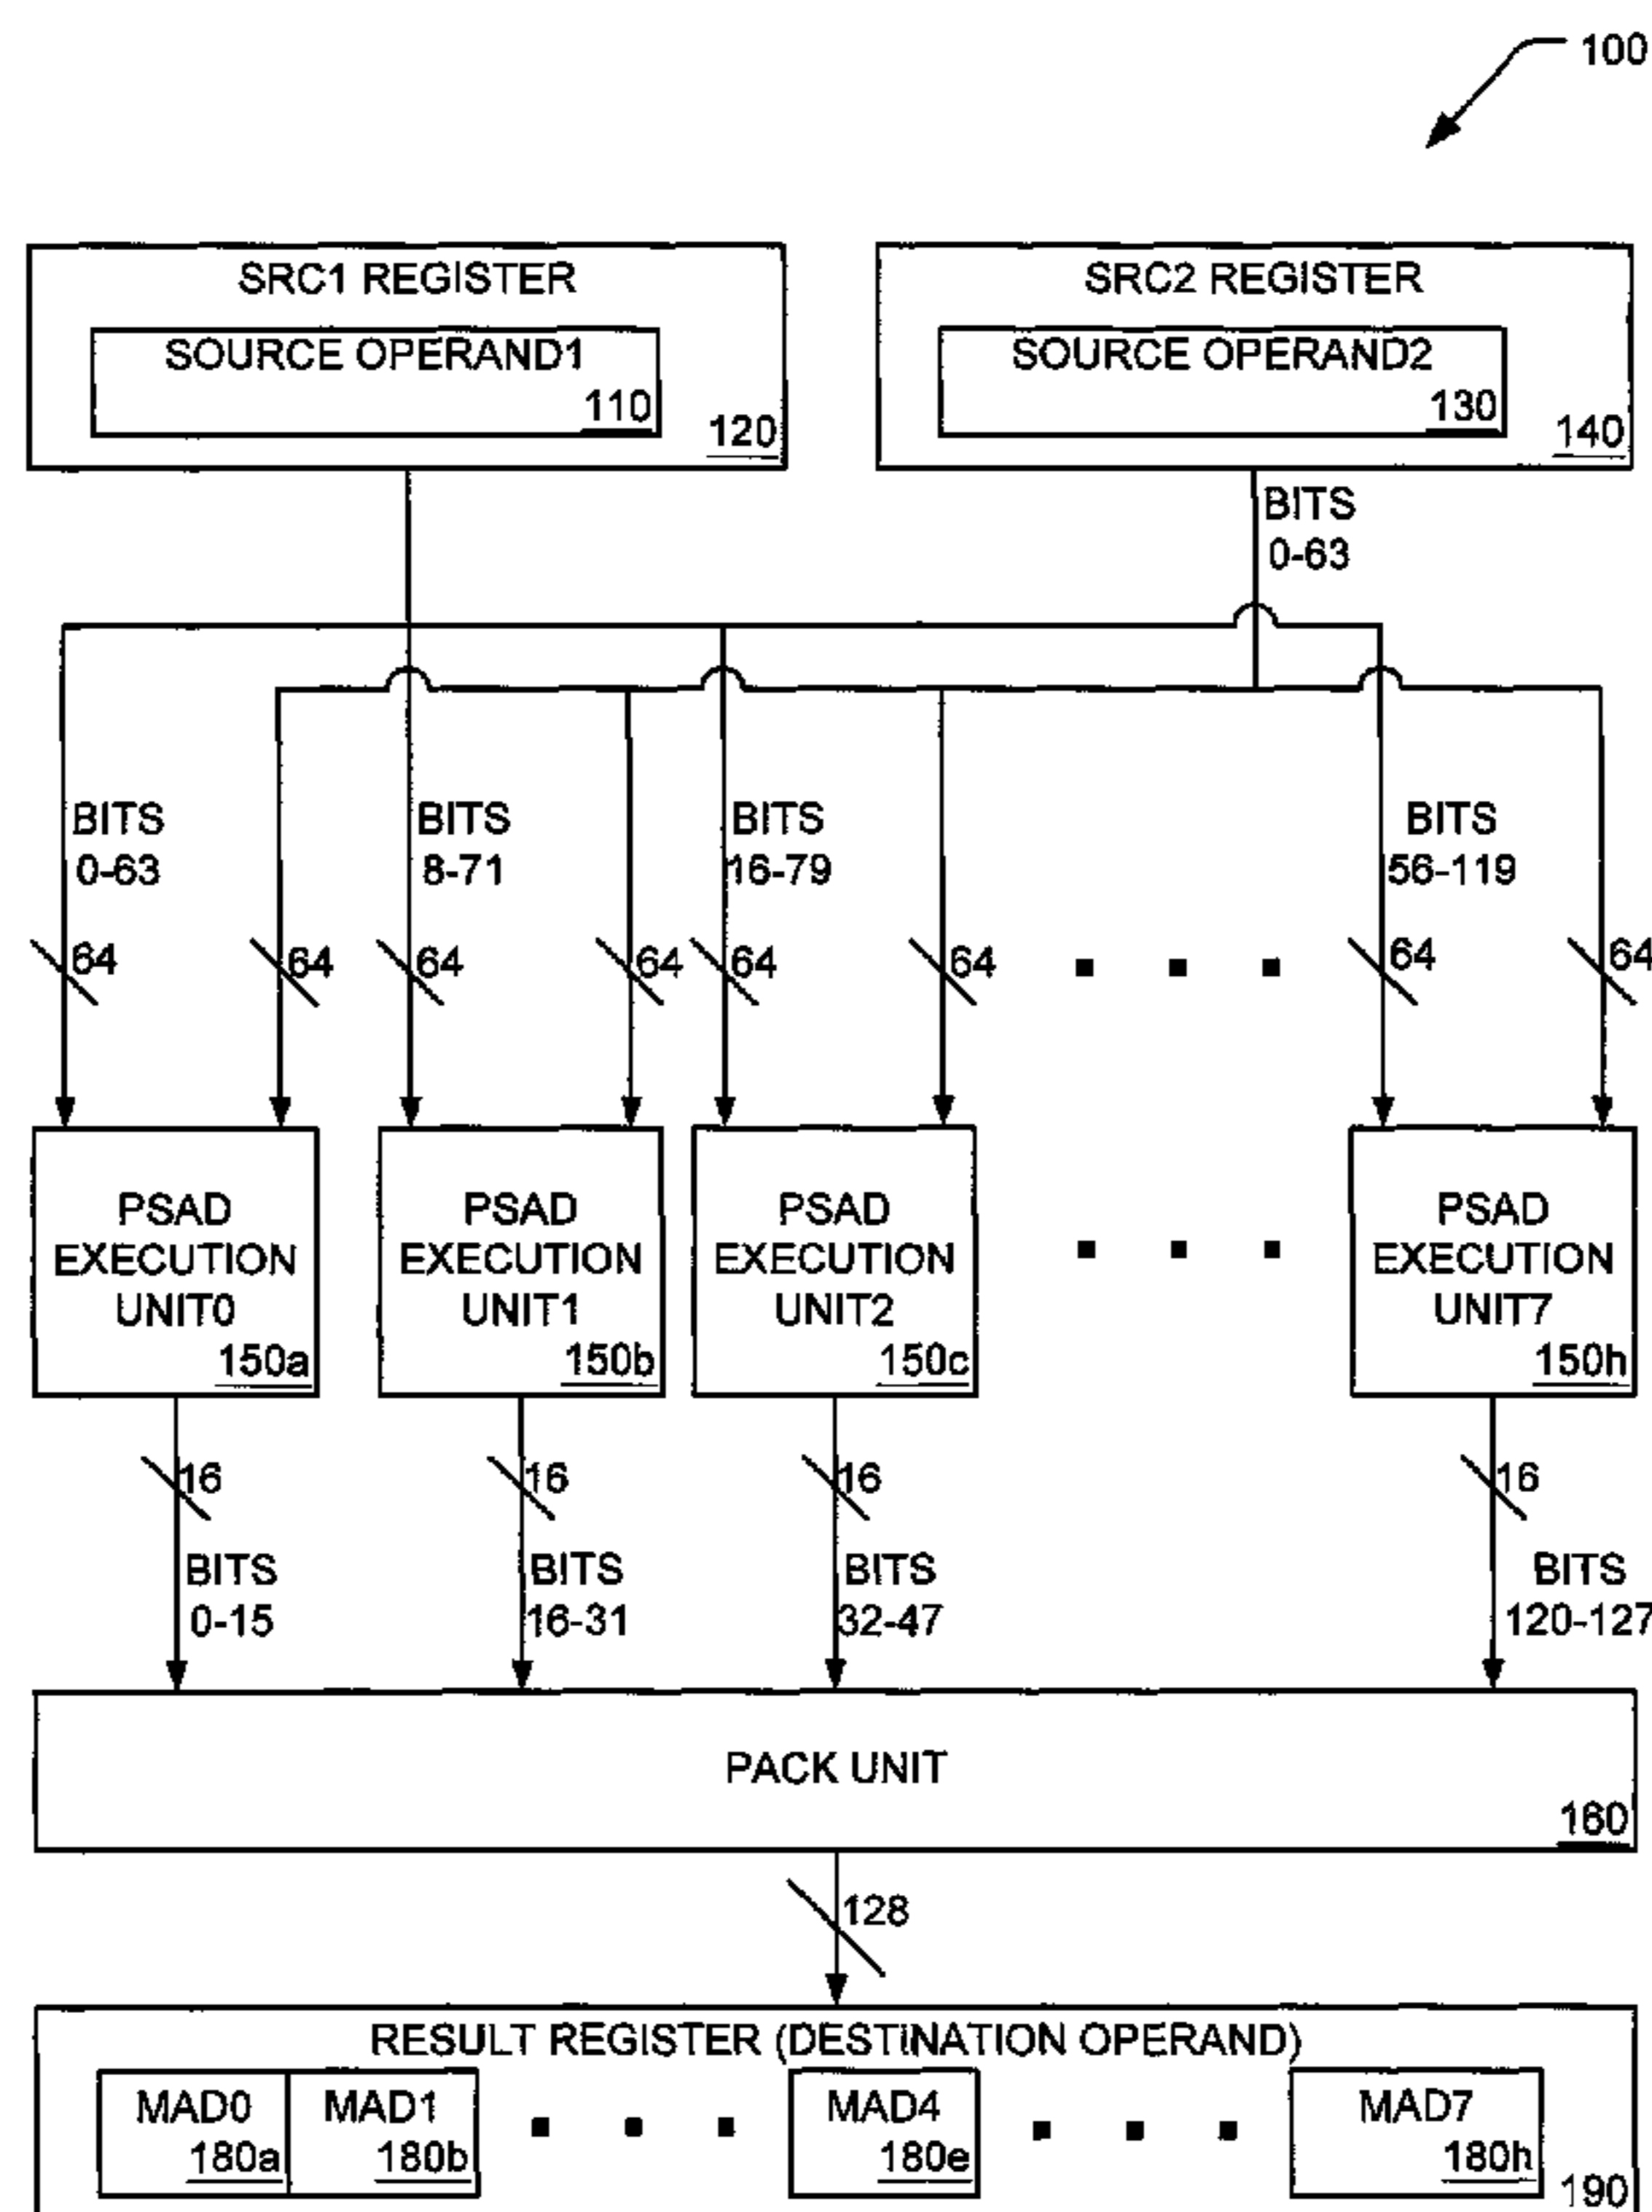 100
SRC1 REGISTER
SOURCE OPERAND1
110
120
SRC2 REGISTER
SOURCE OPERAND2
130
140
BITS
0-63
BITS
0-63
BITS
8-71
BITS
16-79
BITS
56-119
64
64
64
64
64
64
64
64
PSAD
EXECUTION
UNIT0
150a
PSAD
EXECUTION
UNIT1
150b
PSAD
EXECUTION
UNIT2
150c
PSAD
EXECUTION
UNIT7
150h
16
16
16
16
BITS
0-15
BITS
16-31
BITS
32-47
BITS
120-127
PACK UNIT
160
128
RESULT REGISTER (DESTINATION OPERAND)
MAD0
180a
MAD1
180b
MAD4
180e
MAD7
180h
190